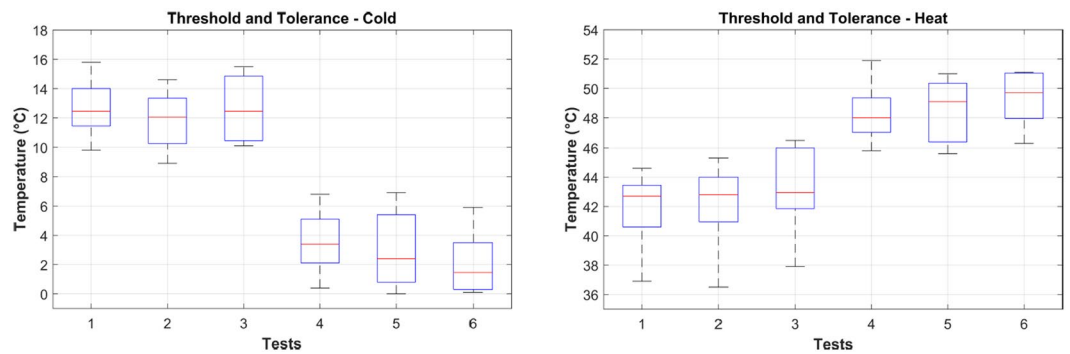 Threshold and Tolerance - Cold
Temperature (°C)
18
16
14
12
10
8
6
4
2
0
1 2 3 4 5 6
Tests
Threshold and Tolerance - Heat
Temperature (°C)
54
52
50
48
46
44
42
40
38
36
1 2 3 4 5 6
Tests